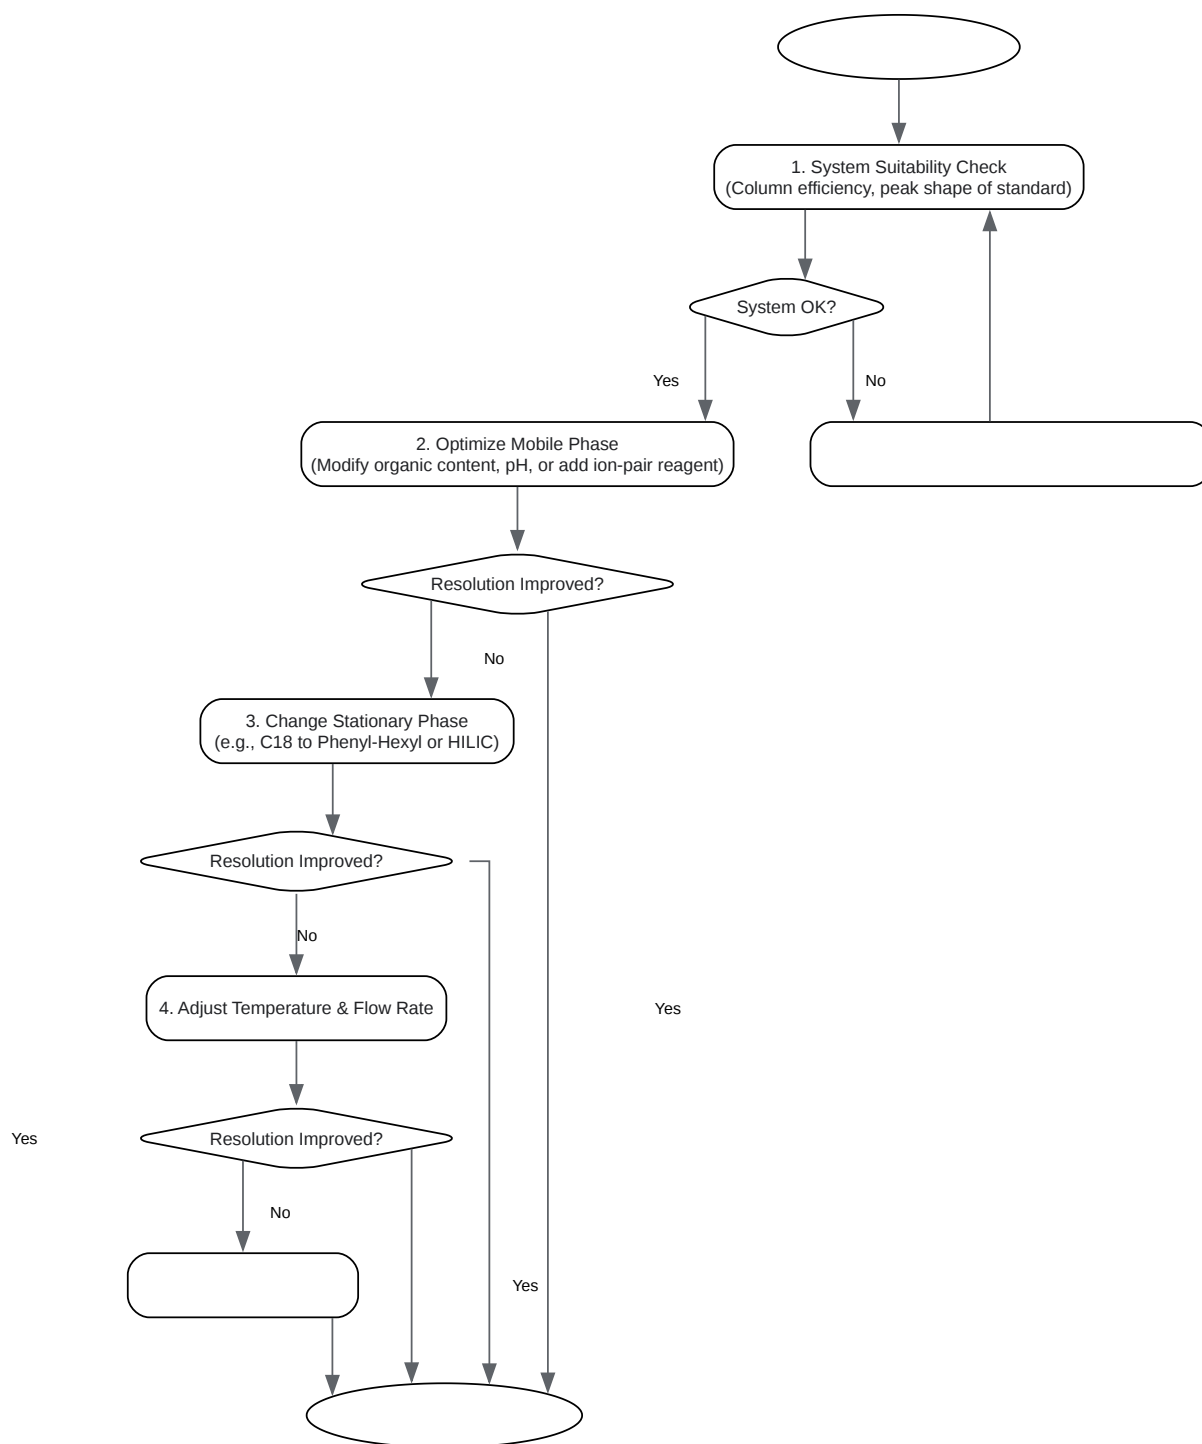 1. System Suitability Check
(Column efficiency, peak shape of standard)
System OK?
Yes
No
2. Optimize Mobile Phase
(Modify organic content, pH, or add ion-pair reagent)
Resolution Improved?
No
3. Change Stationary Phase
(e.g., C18 to Phenyl-Hexyl or HILIC)
Resolution Improved?
No
4. Adjust Temperature & Flow Rate
Yes
Yes
Resolution Improved?
No
Yes